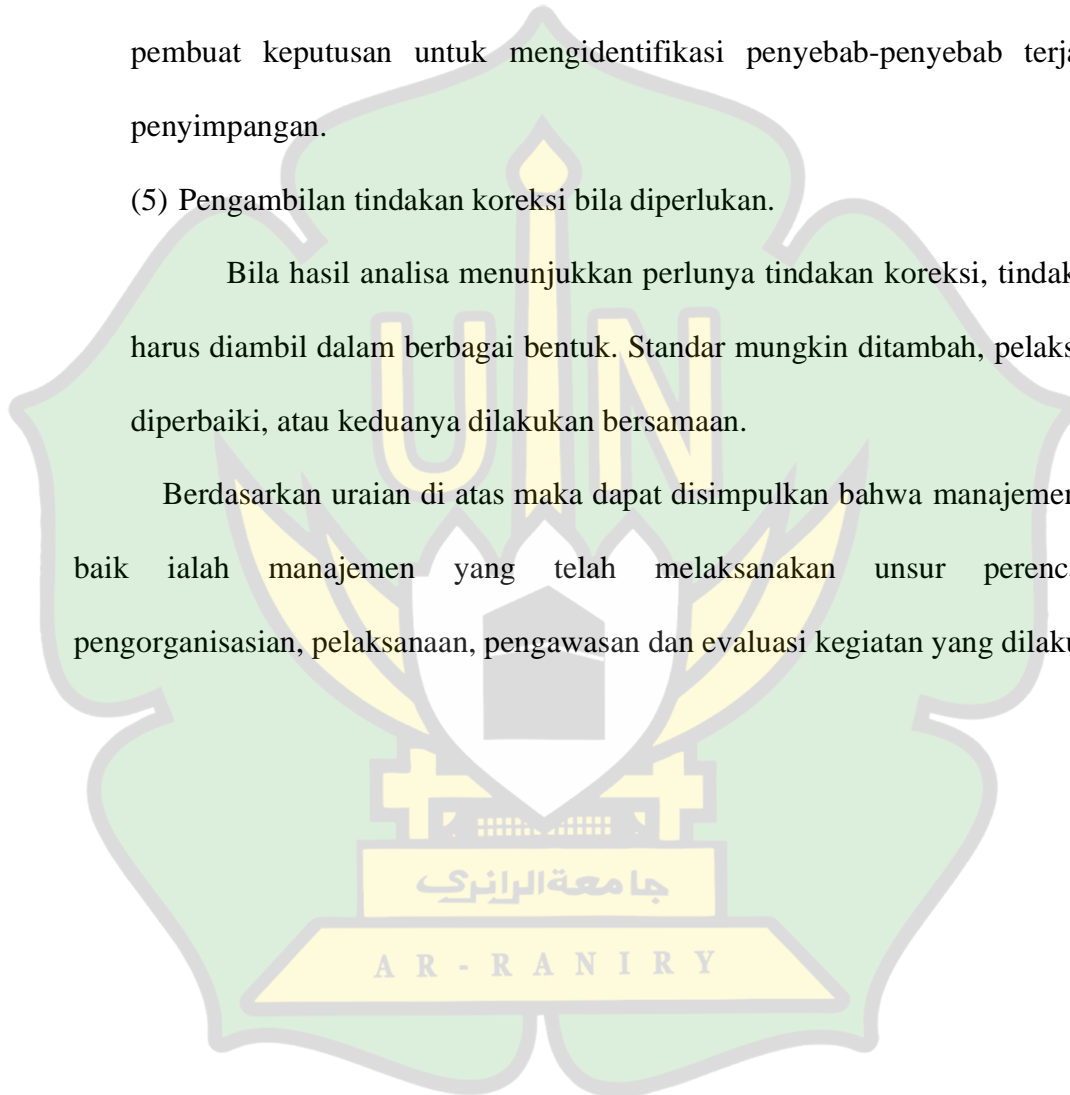 pembuat keputusan untuk mengidentifikasi penyebab-penyebab terja
penyimpangan.
(5) Pengambilan tindakan koreksi bila diperlukan.
Bila hasil analisa menunjukkan perlunya tindakan koreksi, tindak
harus diambil dalam berbagai bentuk. Standar mungkin ditambah, pelaks
diperbaiki, atau keduanya dilakukan bersamaan.
Berdasarkan uraian di atas maka dapat disimpulkan bahwa manajemen
baik ialah manajemen yang telah melaksanakan unsur perenca
pengorganisasian, pelaksanaan, pengawasan dan evaluasi kegiatan yang dilaku
UIN
جامعة الرانري
AR-RANIRY